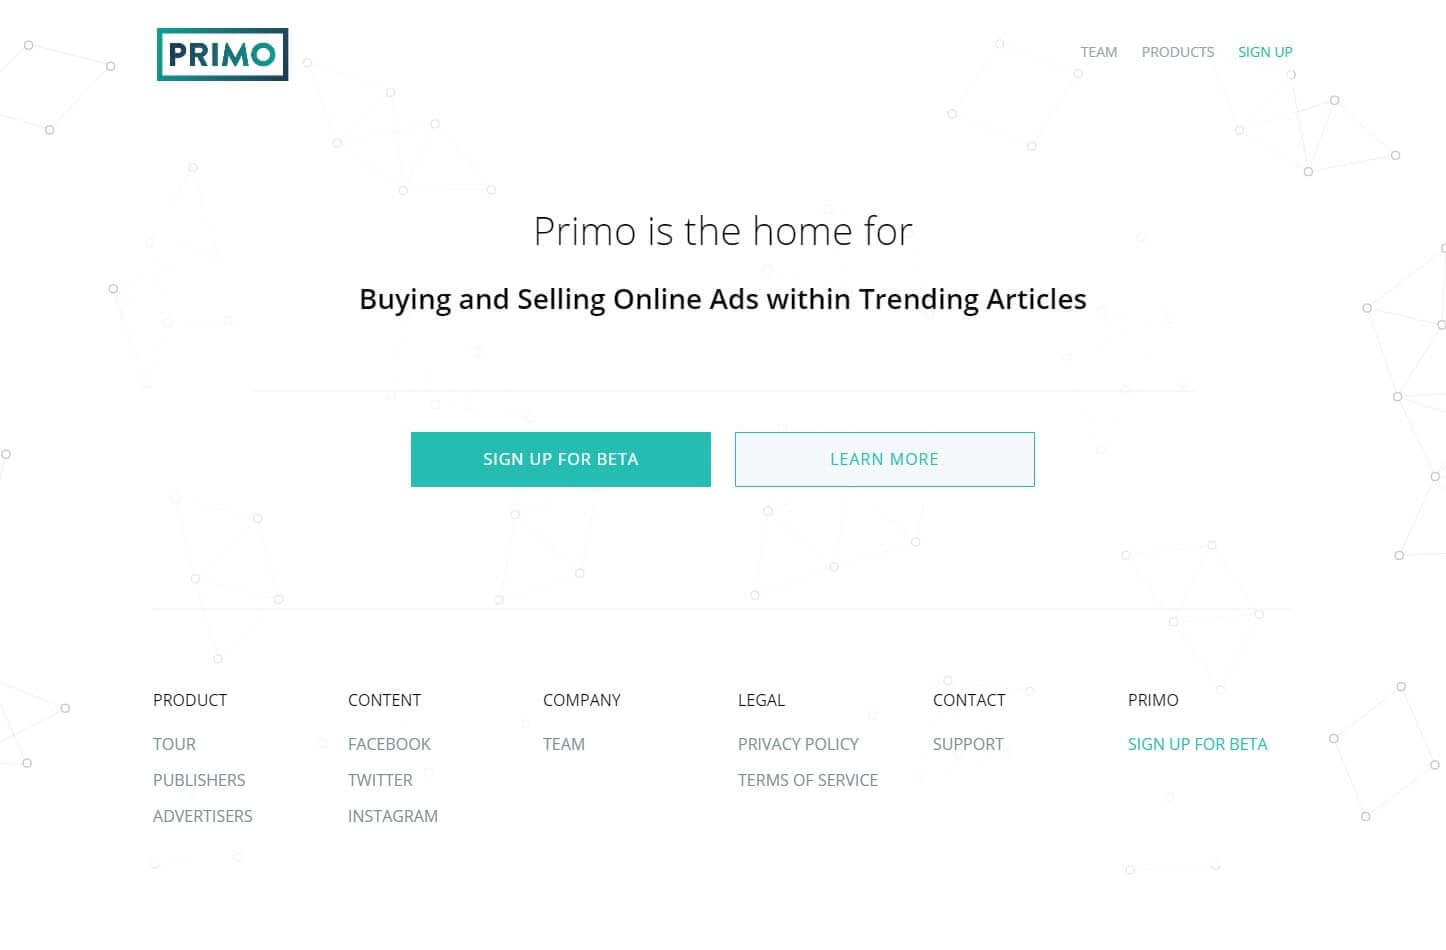 PRIMO
TEAM PRODUCTS SIGN UP
Primo is the home for
Buying and Selling Online Ads within Trending Articles
SIGN UP FOR BETA
LEARN MORE
PRODUCT
TOUR
PUBLISHERS
ADVERTISERS
CONTENT
FACEBOOK
TWITTER
INSTAGRAM
COMPANY
TEAM
LEGAL
PRIVACY POLICY
TERMS OF SERVICE
CONTACT
SUPPORT
PRIMO
SIGN UP FOR BETA